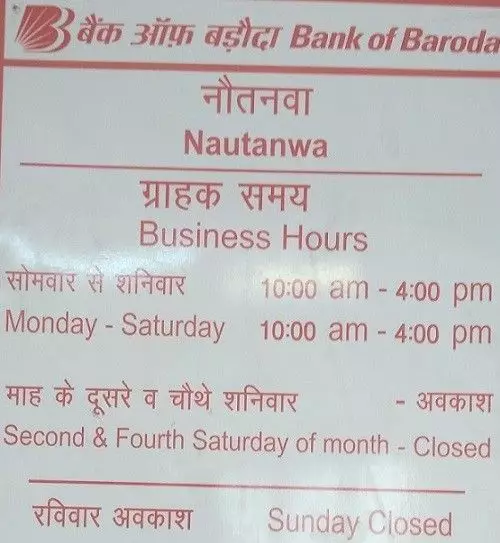 बैंक ऑफ़ बड़ौदा Bank of Baroda
नौतनवा
Nautanwa
ग्राहक समय
Business Hours
सोमवार से शनिवार 10:00 am - 4:00 pm
Monday - Saturday 10:00 am - 4:00 pm
माह के दूसरे व चौथे शनिवार - अवकाश
Second & Fourth Saturday of month - Closed
रविवार अवकाश Sunday Closed